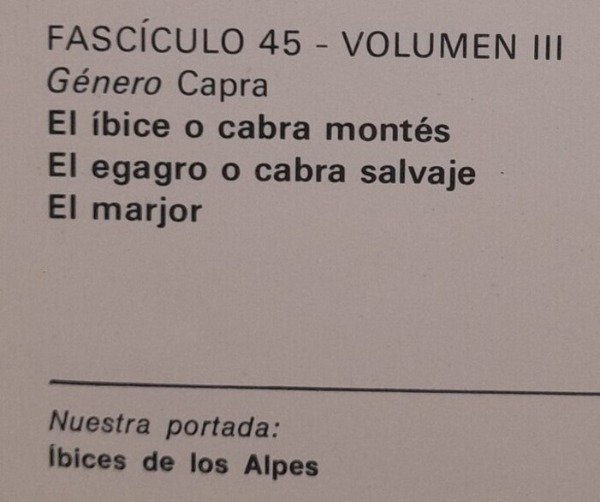 FASCÍCULO 45 - VOLUMEN III
Género Capra
El íbice o cabra montés
El egagro o cabra salvaje
El marjor
Nuestra portada:
Íbices de los Alpes